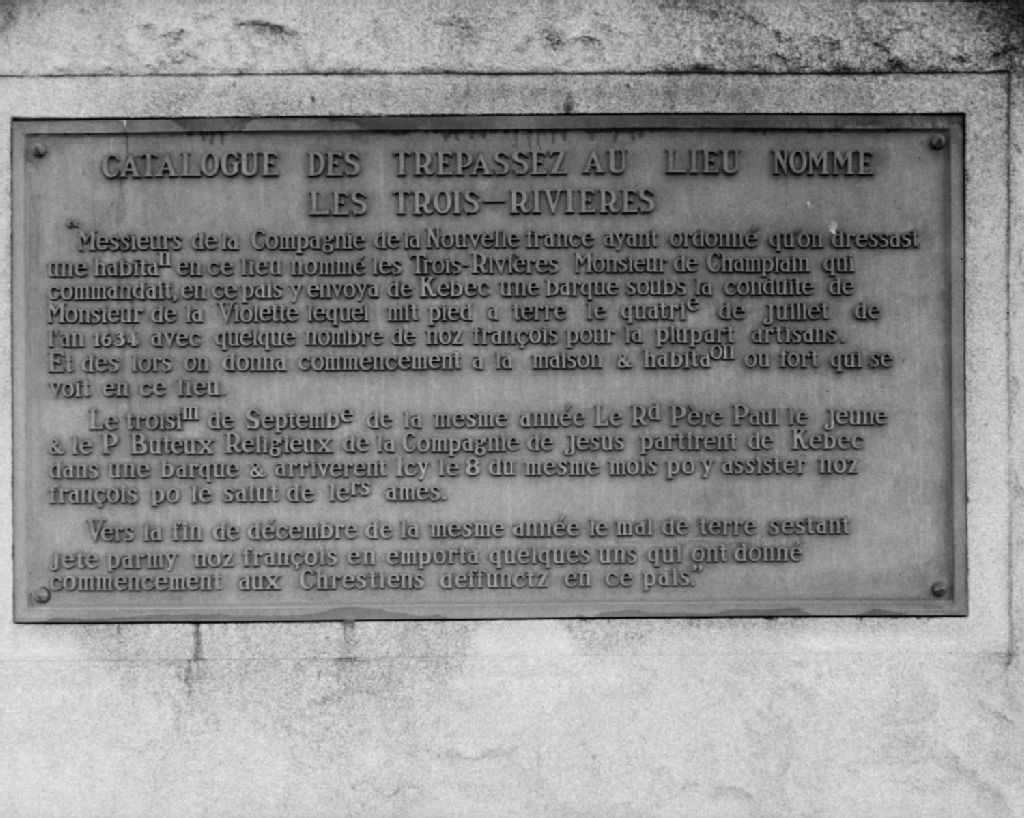 CATALOGUE DES TREPASSEZ AU LIEU NOMME
LES TROIS-RIVIERES
"Messieurs de la Compagnie de la Nouvelle france ayant ordonné qu'on dressast
une habitaⁿ en ce lieu nommé les Trois-Rivières Monsieur de Champlain qui
commandait, en ce païs y envoya de Kebec une barque soubs la conduite de
Monsieur de la Violette lequel mit pied a terre le quatriᵉ de juillet de
l'an 1634 avec quelque nombre de noz françois pour la plupart artisans.
Et des lors on donna commencement a la maison & habitaᵒⁿ ou fort qui se
voit en ce lieu.
Le troisiᵐ de Septembᵉ de la mesme année Le Rᵈ Père Paul le jeune
& le P Buteux Religieux de la Compagnie de Jesus partirent de Kebec
dans une barque & arriverent Icy le 8 du mesme mois po y assister noz
françois po le salut de leʳˢ ames.
Vers la fin de décembre de la mesme année le mal de terre sestant
jete parmy noz françois en emporta quelques uns qui ont donné
commencement aux Chrestiens deffunctz en ce païs."